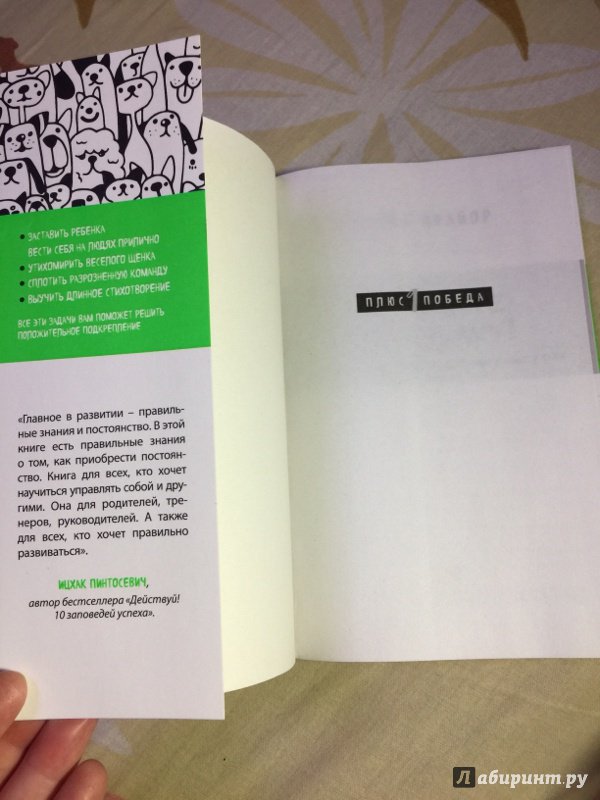 • ЗАСТАВИТЬ РЕБЕНКА
ВЕСТИ СЕБЯ НА ЛЮДЯХ ПРИЛИЧНО
• УТИХОМИРИТЬ ВЕСЕЛОГО ЩЕНКА
• СПЛОТИТЬ РАЗРОЗНЕННУЮ КОМАНДУ
• ВЫУЧИТЬ ДЛИННОЕ СТИХОТВОРЕНИЕ
ВСЕ ЭТИ ЗАДАЧИ ВАМ ПОМОЖЕТ РЕШИТЬ
ПОЛОЖИТЕЛЬНОЕ ПОДКРЕПЛЕНИЕ
«Главное в развитии – правиль-
ные знания и постоянство. В этой
книге есть правильные знания
о том, как приобрести постоян-
ство. Книга для всех, кто хочет
научиться управлять собой и дру-
гими. Она для родителей, тре-
неров, руководителей. А также
для всех, кто хочет правильно
развиваться».
ИЦХАК ПИНТОСЕВИЧ,
автор бестселлера «Действуй!
10 заповедей успеха».
ПЛЮС 1 ПОБЕДА
Лабиринт.ру